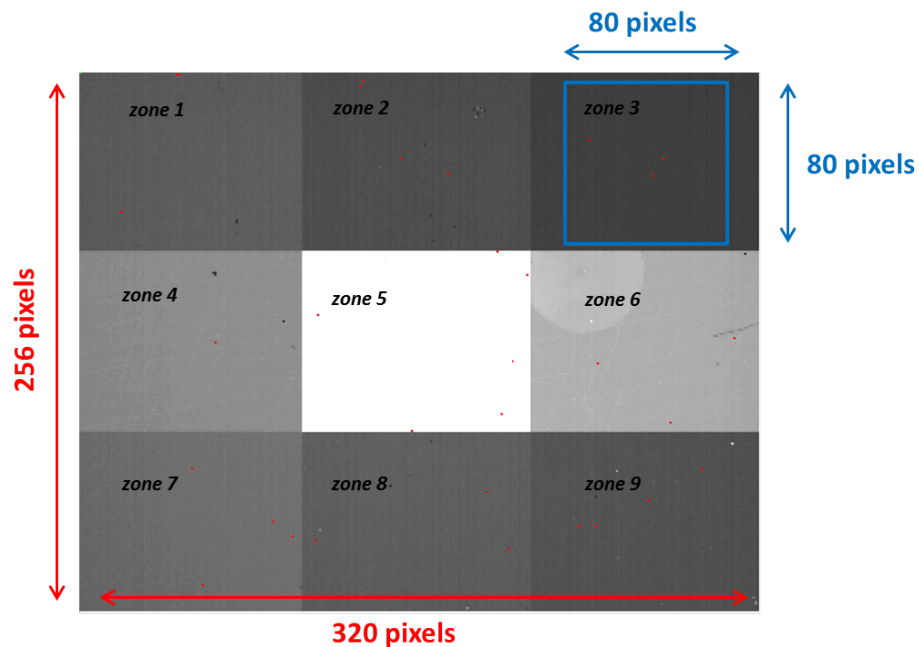 80 pixels
zone 1
zone 2
zone 3
80 pixels
256 pixels
zone 4
zone 5
zone 6
zone 7
zone 8
zone 9
320 pixels